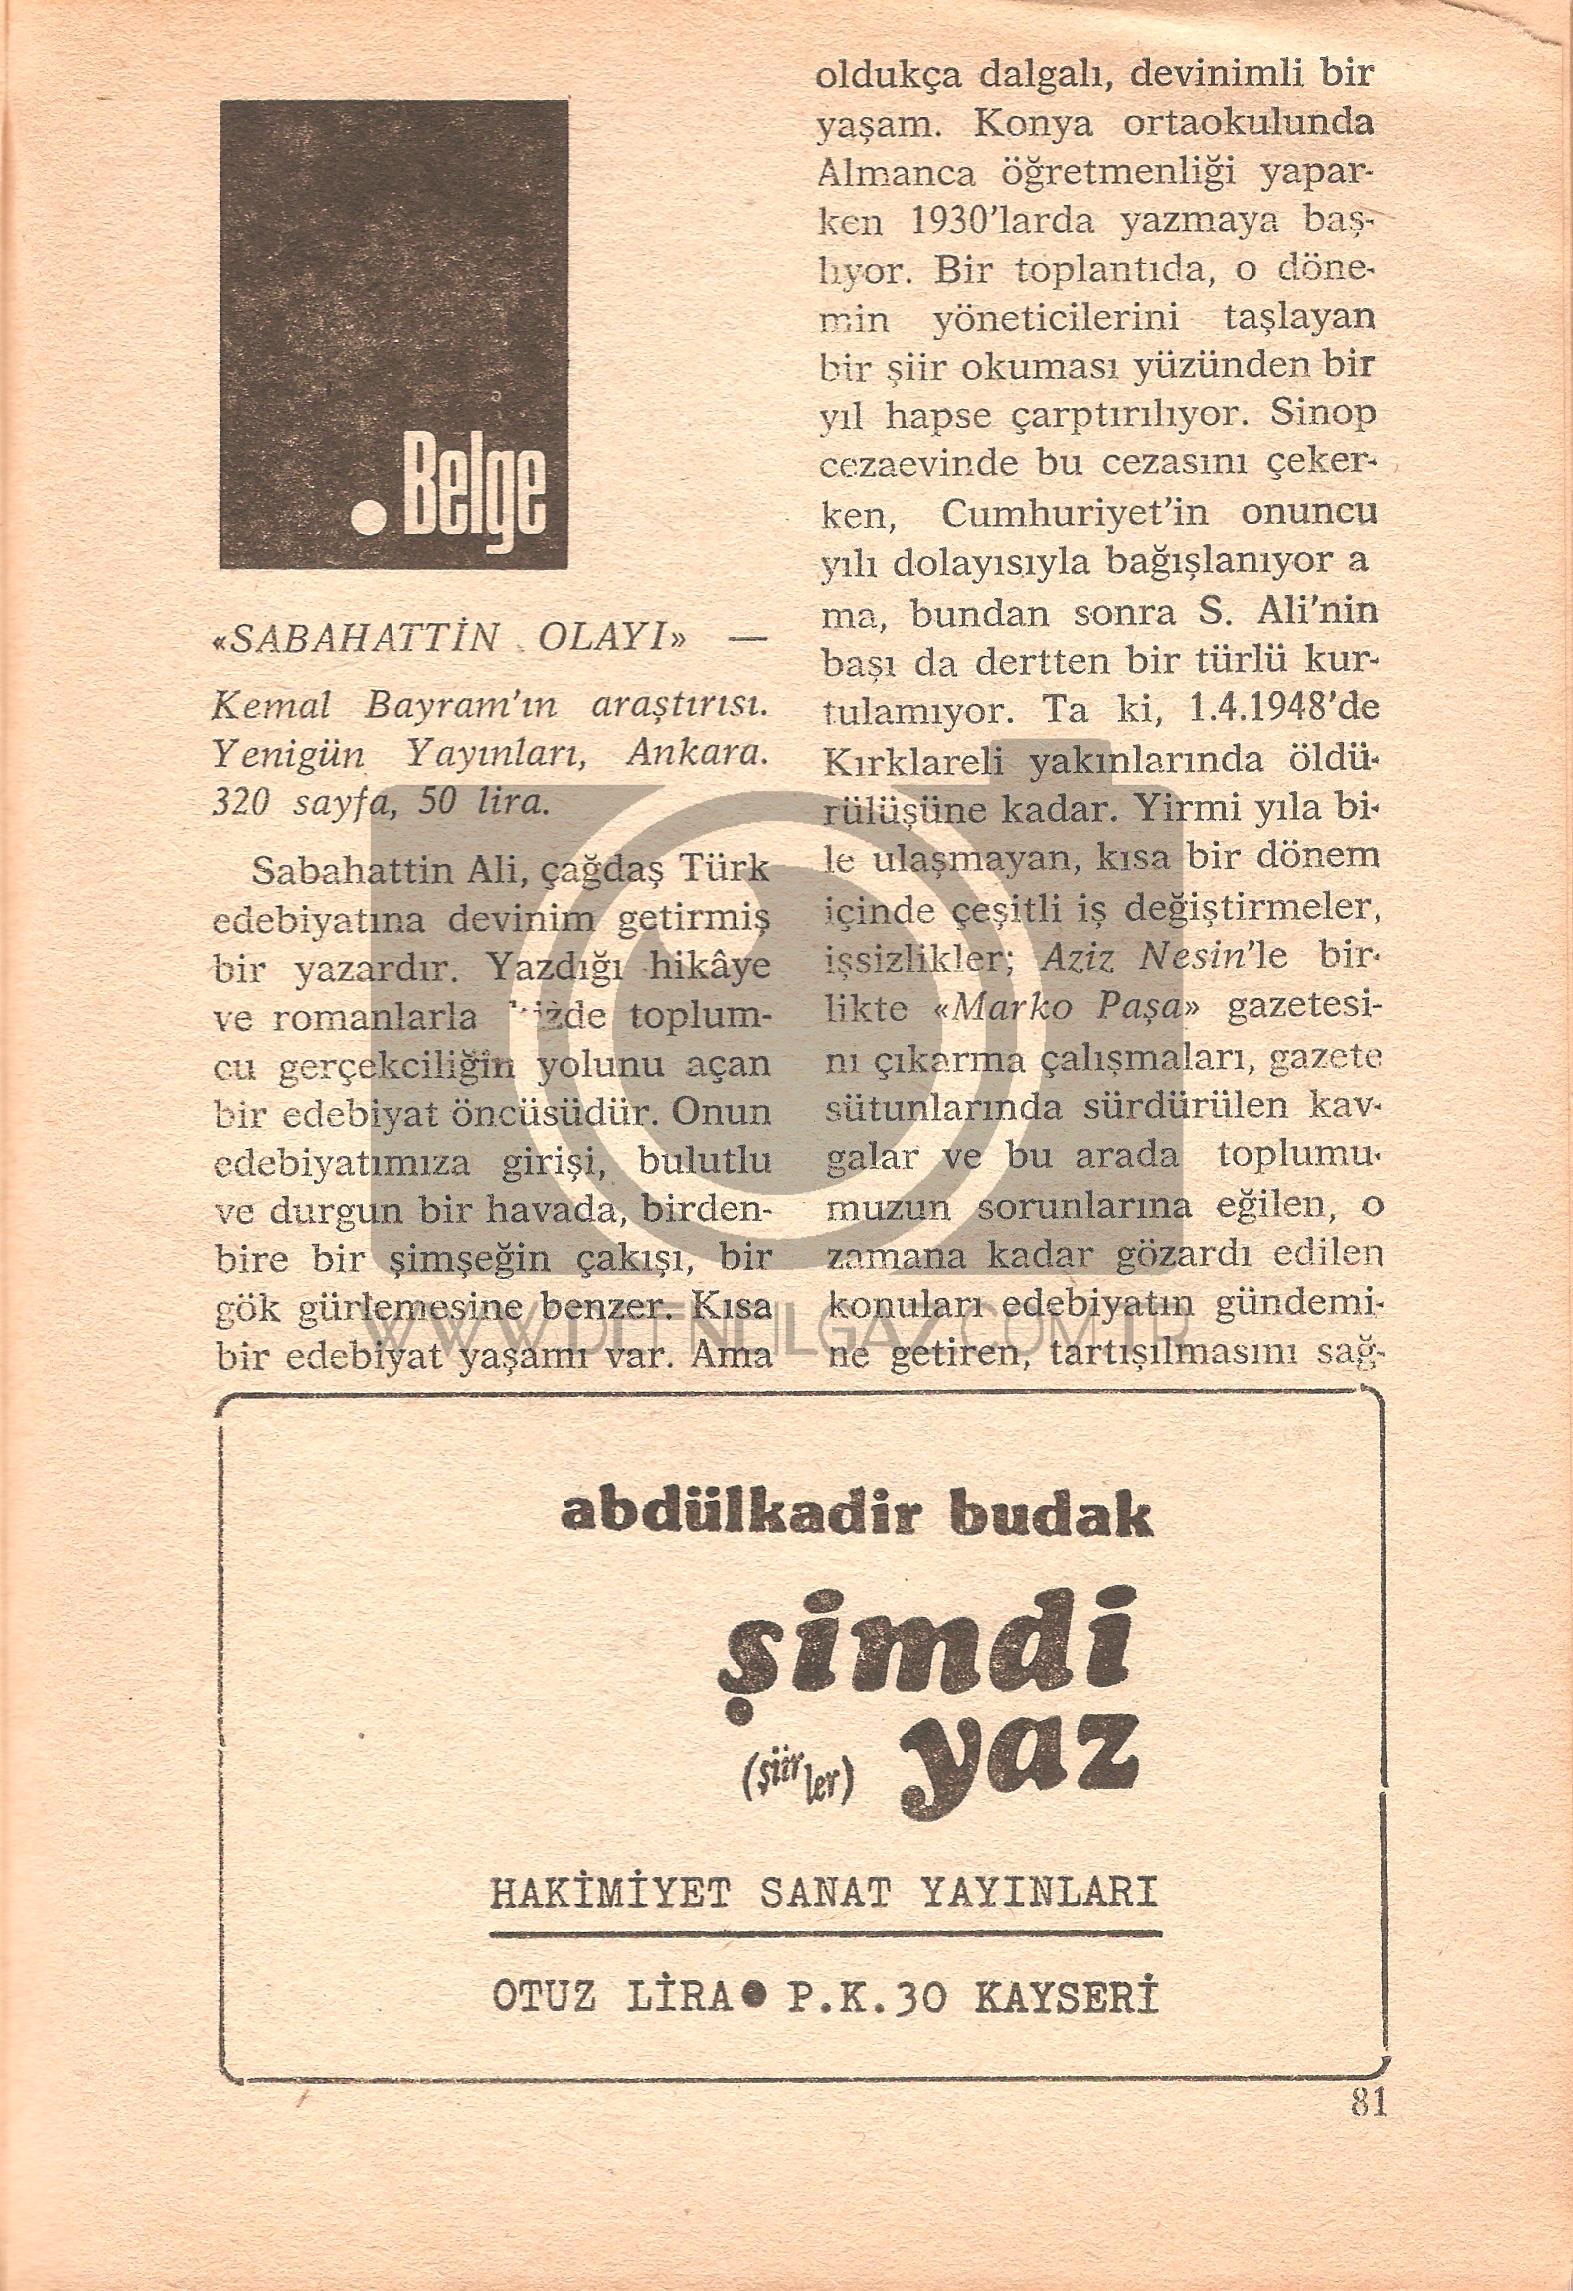 Belge
«SABAHATTİN OLAYI» —
Kemal Bayram'ın araştırısı.
Yenigün Yayınları, Ankara.
320 sayfa, 50 lira.
Sabahattin Ali, çağdaş Türk
edebiyatına devinim getirmiş
bir yazardır. Yazdığı hikâye
ve romanlarla bizde toplum-
cu gerçekciliğin yolunu açan
bir edebiyat öncüsüdür. Onun
edebiyatımıza girişi, bulutlu
ve durgun bir havada, birden-
bire bir şimşeğin çakışı, bir
gök gürlemesine benzer. Kısa
bir edebiyat yaşamı var. Ama
oldukça dalgalı, devinimli bir
yaşam. Konya ortaokulunda
Almanca öğretmenliği yapar-
ken 1930'larda yazmaya baş-
lıyor. Bir toplantıda, o döne-
min yöneticilerini taşlayan
bir şiir okuması yüzünden bir
yıl hapse çarptırılıyor. Sinop
cezaevinde bu cezasını çeker-
ken, Cumhuriyet'in onuncu
yılı dolayısıyla bağışlanıyor a
ma, bundan sonra S. Ali'nin
başı da dertten bir türlü kur-
tulamıyor. Ta ki, 1.4.1948'de
Kırklareli yakınlarında öldü-
rülüşüne kadar. Yirmi yıla bi-
le ulaşmayan, kısa bir dönem
içinde çeşitli iş değiştirmeler,
işsizlikler; Aziz Nesin'le bir-
likte «Marko Paşa» gazetesi-
ni çıkarma çalışmaları, gazete
sütunlarında sürdürülen kav-
galar ve bu arada toplumu-
muzun sorunlarına eğilen, o
zamana kadar gözardı edilen
konuları edebiyatın gündemi-
ne getiren, tartışılmasını sağ-
WWW.DEFENDILGAZ.COM.TR
abdülkadir budak
şimdi
yaz
(şiirler)
HAKİMİYET SANAT YAYINLARI
OTUZ LİRA● P.K.30 KAYSERİ
81